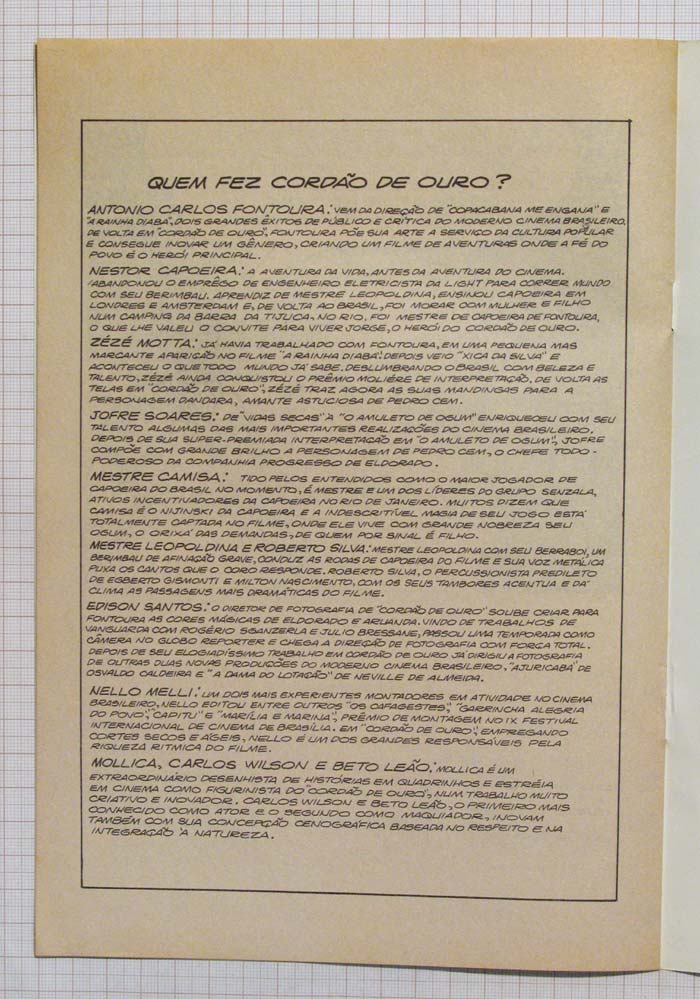 QUEM FEZ CORDÃO DE OURO?
ANTONIO CARLOS FONTOURA: VEM DA DIREÇÃO DE "COPACABANA ME ENGANA" E
"A RAINHA DIABA", DOIS GRANDES ÊXITOS DE PÚBLICO E CRÍTICA DO MODERNO CINEMA BRASILEIRO.
DE VOLTA EM "CORDÃO DE OURO", FONTOURA PÕE SUA ARTE A SERVIÇO DA CULTURA POPULAR
E CONSEGUE INOVAR UM GÊNERO, CRIANDO UM FILME DE AVENTURAS ONDE A FÉ DO
POVO É O HERÓI PRINCIPAL.
NESTOR CAPOEIRA: A AVENTURA DA VIDA, ANTES DA AVENTURA DO CINEMA.
ABANDONOU O EMPRÊGO DE ENGENHEIRO ELETRICISTA DA LIGHT PARA CORRER MUNDO
COM SEU BERIMBAU. APRENDIZ DE MESTRE LEOPOLDINA, ENSINOU CAPOEIRA EM
LONDRES E AMSTERDAM E, DE VOLTA AO BRASIL, FOI MORAR COM MULHER E FILHO
NUM CAMPING DA BARRA DA TIJUCA, NO RIO. FOI MESTRE DE CAPOEIRA DE FONTOURA,
O QUE LHE VALEU O CONVITE PARA VIVER JORGE, O HERÓI DO CORDÃO DE OURO.
ZÉZÉ MOTTA: JÁ HAVIA TRABALHADO COM FONTOURA, EM UMA PEQUENA MAS
MARCANTE APARIÇÃO NO FILME "A RAINHA DIABA". DEPOIS VEIO "XICA DA SILVA" E
ACONTECEU O QUE TODO MUNDO JÁ SABE. DESLUMBRANDO O BRASIL COM BELEZA E
TALENTO, ZÉZÉ AINDA CONQUISTOU O PRÊMIO MOLIÉRE DE INTERPRETAÇÃO. DE VOLTA AS
TELAS EM "CORDÃO DE OURO", ZÉZÉ TRAZ AGORA AS SUAS MANDINGAS PARA A
PERSONAGEM DANDARA, AMANTE ASTUCIOSA DE PEDRO CEM.
JOFRE SOARES: DE "VIDAS SECAS" À "O AMULETO DE OGUM" ENRIQUECEU COM SEU
TALENTO ALGUMAS DAS MAIS IMPORTANTES REALIZAÇÕES DO CINEMA BRASILEIRO.
DEPOIS DE SUA SUPER-PREMIADA INTERPRETAÇÃO EM "O AMULETO DE OGUM", JOFRE
COMPÕE COM GRANDE BRILHO A PERSONAGEM DE PEDRO CEM, O CHEFE TODO-
PODEROSO DA COMPANHIA PROGRESSO DE ELDORADO.
MESTRE CAMISA: TIDO PELOS ENTENDIDOS COMO O MAIOR JOGADOR DE
CAPOEIRA DO BRASIL NO MOMENTO, É MESTRE E UM DOS LÍDERES DO GRUPO SENZALA,
ATIVOS INCENTIVADORES DA CAPOEIRA NO RIO DE JANEIRO. MUITOS DIZEM QUE
CAMISA É O NIJINSKI DA CAPOEIRA E A INDESCRITÍVEL MAGIA DE SEU JOGO ESTÁ
TOTALMENTE CAPTADA NO FILME, ONDE ELE VIVE COM GRANDE NOBREZA SEU
OGUM, O ORIXÁ DAS DEMANDAS, DE QUEM POR SINAL É FILHO.
MESTRE LEOPOLDINA E ROBERTO SILVA: MESTRE LEOPOLDINA COM SEU BERRABOI, UM
BERIMBAU DE AFINAÇÃO GRAVE, CONDUZ AS RODAS DE CAPOEIRA DO FILME E SUA VOZ METÁLICA
PUXA OS CANTOS QUE O CORO RESPONDE. ROBERTO SILVA, O PERCUSSIONISTA PREDILETO
DE EGBERTO GISMONTI E MILTON NASCIMENTO, COM OS SEUS TAMBORES ACENTUA E DÁ
CLIMA AS PASSAGENS MAIS DRAMÁTICAS DO FILME.
EDISON SANTOS: O DIRETOR DE FOTOGRAFIA DE "CORDÃO DE OURO" SOUBE CRIAR PARA
FONTOURA AS CORES MÁGICAS DE ELDORADO E ARUANDA. VINDO DE TRABALHOS DE
VANGUARDA COM ROGÉRIO SGANZERLA E JULIO BRESSANE, PASSOU UMA TEMPORADA COMO
CÂMERA NO GLOBO REPORTER E CHEGA A DIREÇÃO DE FOTOGRAFIA COM FORÇA TOTAL.
DEPOIS DE SEU ELOGIADÍSSIMO TRABALHO EM CORDÃO DE OURO JÁ DIRIGIU A FOTOGRAFIA
DE OUTRAS DUAS NOVAS PRODUÇÕES DO MODERNO CINEMA BRASILEIRO, "AJURICABA" DE
OSVALDO CALDEIRA E "A DAMA DO LOTAÇÃO" DE NEVILLE DE ALMEIDA.
NELLO MELLI: UM DOIS MAIS EXPERIENTES MONTADORES EM ATIVIDADE NO CINEMA
BRASILEIRO, NELLO EDITOU ENTRE OUTROS "OS CAFAGESTES", "GARRINCHA ALEGRIA
DO POVO", "CAPITU" E "MARÍLIA E MARINA", PRÊMIO DE MONTAGEM NO IX FESTIVAL
INTERNACIONAL DE CINEMA DE BRASÍLIA. EM "CORDÃO DE OURO", EMPREGANDO
CORTES SECOS E ÁGEIS, NELLO É UM DOS GRANDES RESPONSÁVEIS PELA
RIQUEZA RITMICA DO FILME.
MOLLICA, CARLOS WILSON E BETO LEÃO: MOLLICA É UM
EXTRAORDINÁRIO DESENHISTA DE HISTÓRIAS EM QUADRINHOS E ESTRÉIA
EM CINEMA COMO FIGURINISTA DO "CORDÃO DE OURO", NUM TRABALHO MUITO
CRIATIVO E INOVADOR. CARLOS WILSON E BETO LEÃO, O PRIMEIRO MAIS
CONHECIDO COMO ATOR E O SEGUNDO COMO MAQUIADOR, INOVAM
TAMBÉM COM SUA CONCEPÇÃO CENOGRÁFICA BASEADA NO RESPEITO E NA
INTEGRAÇÃO À NATUREZA.